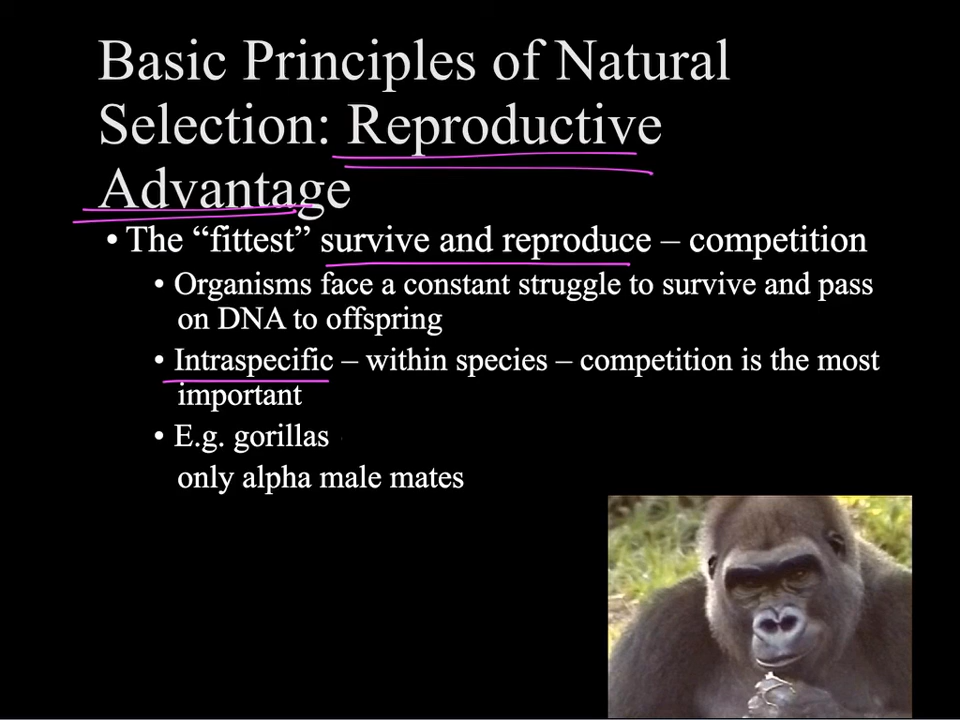 Basic Principles of Natural
Selection: Reproductive
Advantage
• The “fittest” survive and reproduce – competition
• Organisms face a constant struggle to survive and pass
on DNA to offspring
• Intraspecific – within species – competition is the most
important
• E.g. gorillas
only alpha male mates